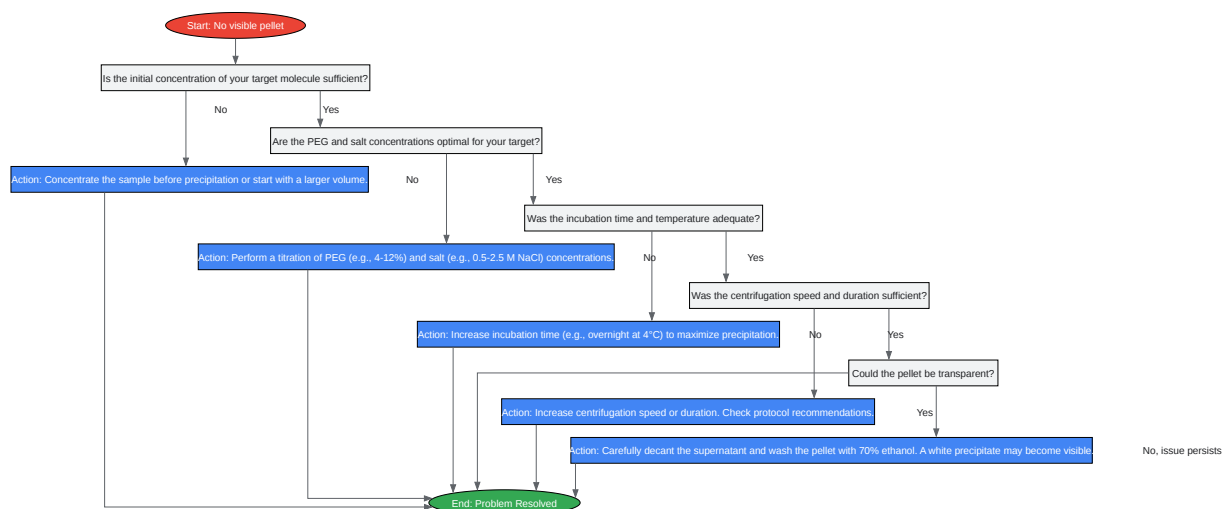 Start: No visible pellet
Is the initial concentration of your target molecule sufficient?
No
Yes
Are the PEG and salt concentrations optimal for your target?
Action: Concentrate the sample before precipitation or start with a larger volume.
No
Yes
Was the incubation time and temperature adequate?
Action: Perform a titration of PEG (e.g., 4-12%) and salt (e.g., 0.5-2.5 M NaCl) concentrations.
No
Yes
Was the centrifugation speed and duration sufficient?
Action: Increase incubation time (e.g., overnight at 4°C) to maximize precipitation.
No
Yes
Could the pellet be transparent?
Action: Increase centrifugation speed or duration. Check protocol recommendations.
Yes
Action: Carefully decant the supernatant and wash the pellet with 70% ethanol. A white precipitate may become visible.
No, issue persists
End: Problem Resolved